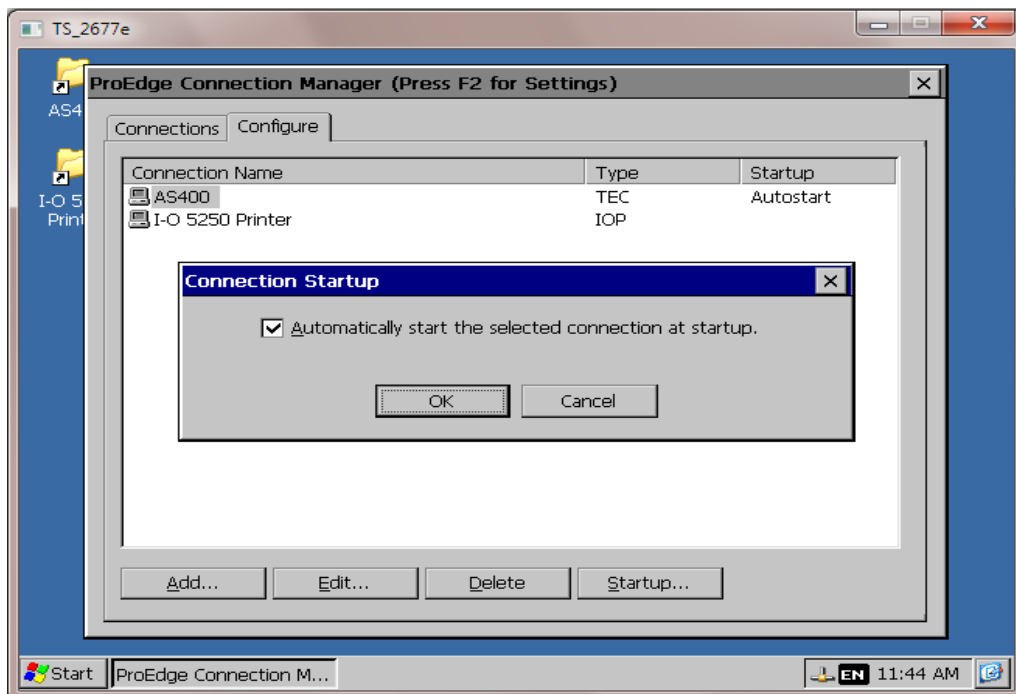 TS_2677e
AS4
I-O 5
Print
ProEdge Connection Manager (Press F2 for Settings)
Connections Configure
Connection Name Type Startup
AS400 TEC Autostart
I-O 5250 Printer IOP
Connection Startup
Automatically start the selected connection at startup.
OK Cancel
Add... Edit... Delete Startup...
Start ProEdge Connection M... EN 11:44 AM